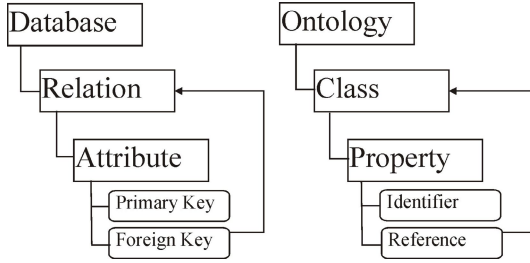 Database
Relation
Attribute
Primary Key
Foreign Key
Ontology
Class
Property
Identifier
Reference